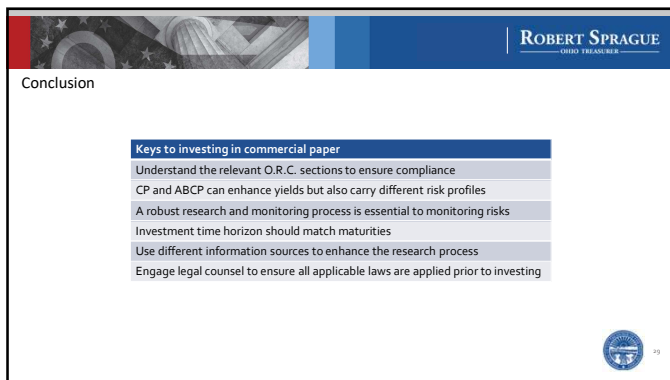 ROBERT SPRAGUE
OHIO TREASURER
Conclusion
Keys to investing in commercial paper
Understand the relevant O.R.C. sections to ensure compliance
CP and ABCP can enhance yields but also carry different risk profiles
A robust research and monitoring process is essential to monitoring risks
Investment time horizon should match maturities
Use different information sources to enhance the research process
Engage legal counsel to ensure all applicable laws are applied prior to investing
29